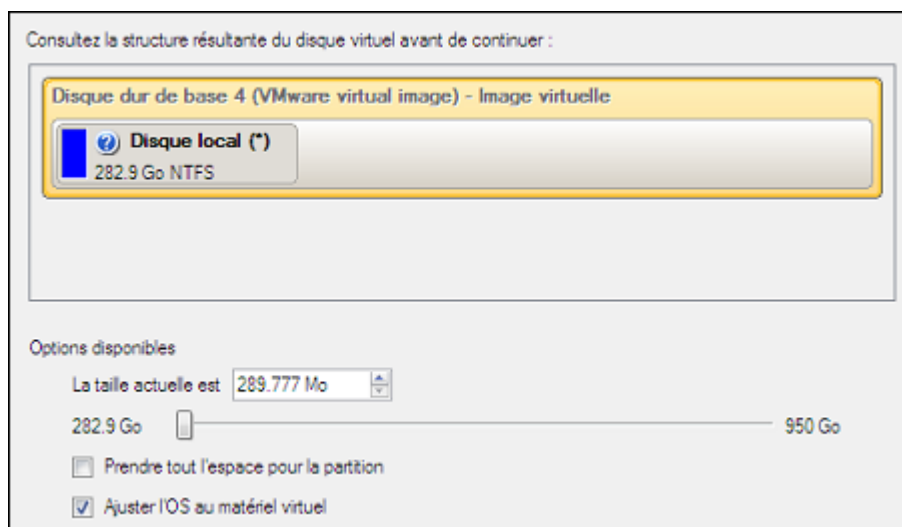 Consultez la structure résultante du disque virtuel avant de continuer :
Disque dur de base 4 (VMware virtual image) - Image virtuelle
Disque local (*)
282.9 Go NTFS
Options disponibles
La taille actuelle est 289.777 Mo
282.9 Go 950 Go
Prendre tout l'espace pour la partition
Ajuster l'OS au matériel virtuel